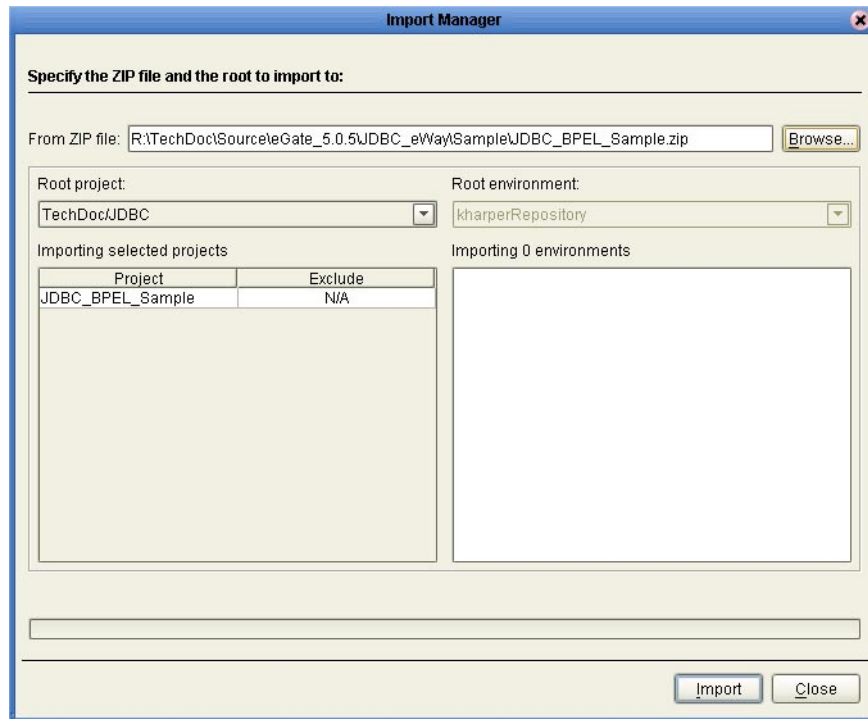 Import Manager
Specify the ZIP file and the root to import to:
From ZIP file: R:\TechDoc\Source\eGate_5.0.5\JDBC_eWay\Sample\JDBC_BPEL_Sample.zip Browse...
Root project: Root environment:
TechDoc/JDBC kharperRepository
Importing selected projects Importing 0 environments
Project Exclude
JDBC_BPEL_Sample N/A
Import Close